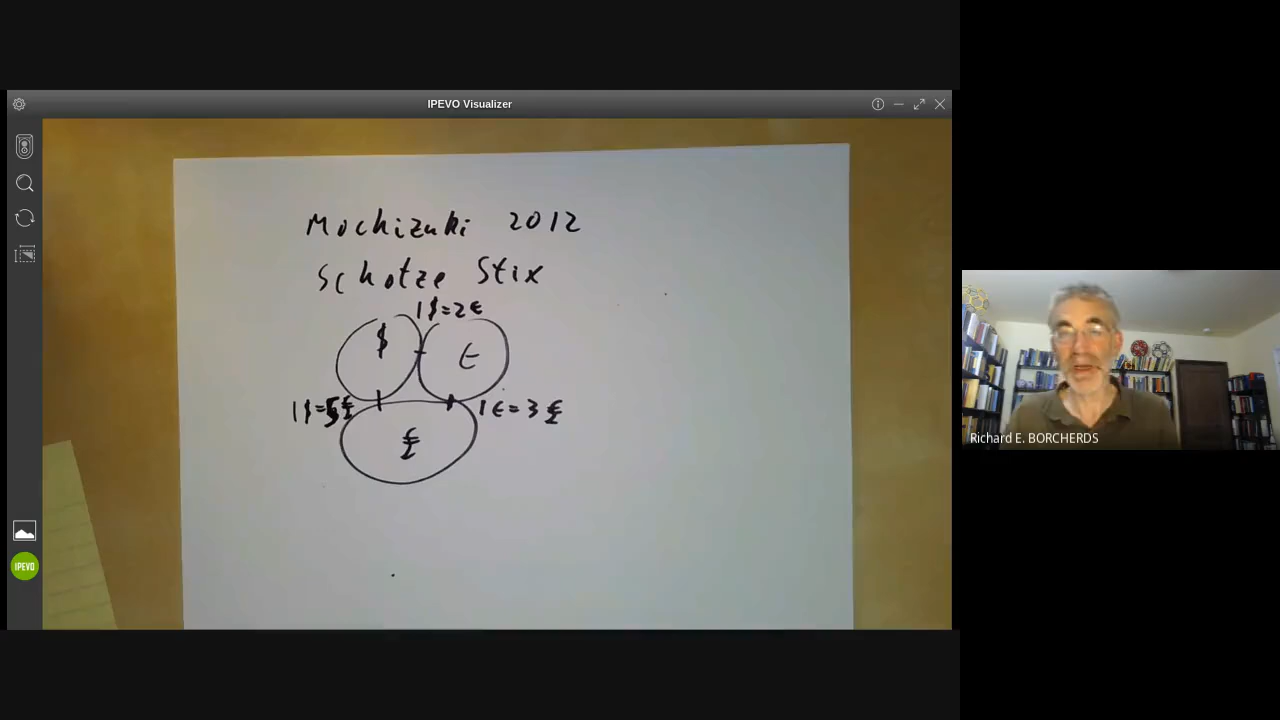 IPEVO Visualizer
Mochizuki 2012
Scholze Stix
1$=2€
$
€
1$=5£
1€=3£
£
IPEVO
Richard E. BORCHERDS